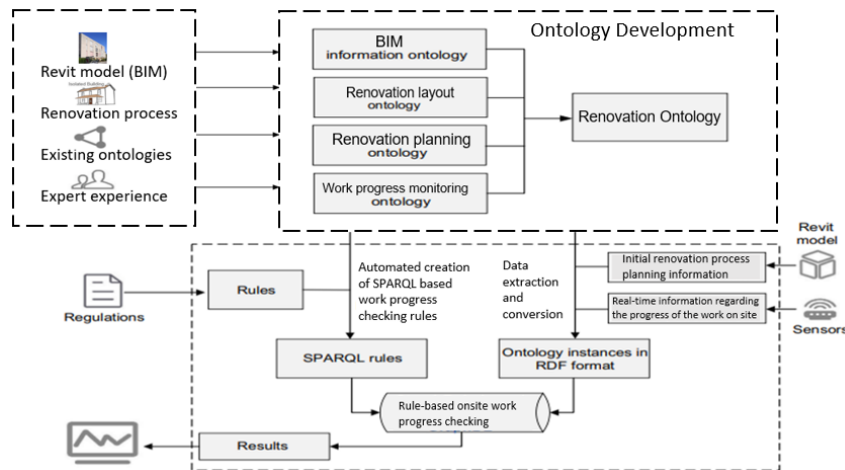 Ontology Development
Revit model (BIM)
Renovation process
Existing ontologies
Expert experience
BIM
information ontology
Renovation layout
ontology
Renovation planning
ontology
Work progress monitoring
ontology
Renovation Ontology
Regulations
Rules
Automated creation
of SPARQL based
work progress
checking rules
Data
extraction
and
conversion
Initial renovation process
planning information
Real-time information regarding
the progress of the work on site
Revit
model
Sensors
SPARQL rules
Ontology instances in
RDF format
Rule-based onsite work
progress checking
Results